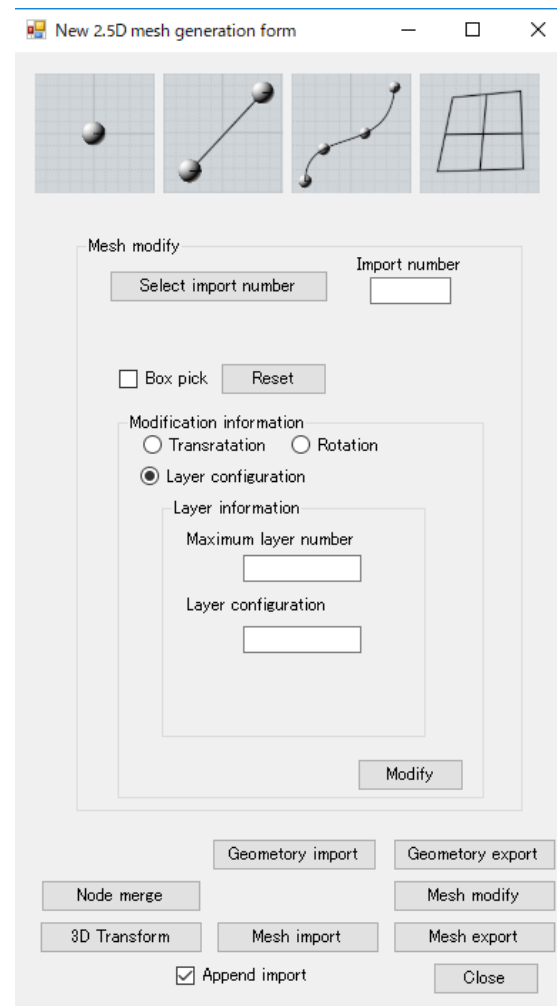 New 2.5D mesh generation form
Mesh modify
Import number
Select import number
Box pick
Reset
Modification information
Transratation
Rotation
Layer configuration
Layer information
Maximum layer number
Layer configuration
Modify
Geometory import
Geometory export
Node merge
Mesh modify
3D Transform
Mesh import
Mesh export
Append import
Close